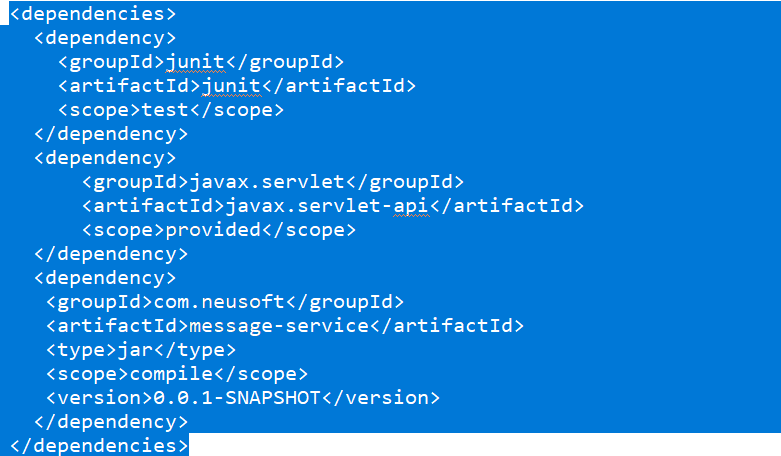 <dependencies>
<dependency>
<groupId>junit</groupId>
<artifactId>junit</artifactId>
<scope>test</scope>
</dependency>
<dependency>
<groupId>javax.servlet</groupId>
<artifactId>javax.servlet-api</artifactId>
<scope>provided</scope>
</dependency>
<dependency>
<groupId>com.neusoft</groupId>
<artifactId>message-service</artifactId>
<type>jar</type>
<scope>compile</scope>
<version>0.0.1-SNAPSHOT</version>
</dependency>
</dependencies>